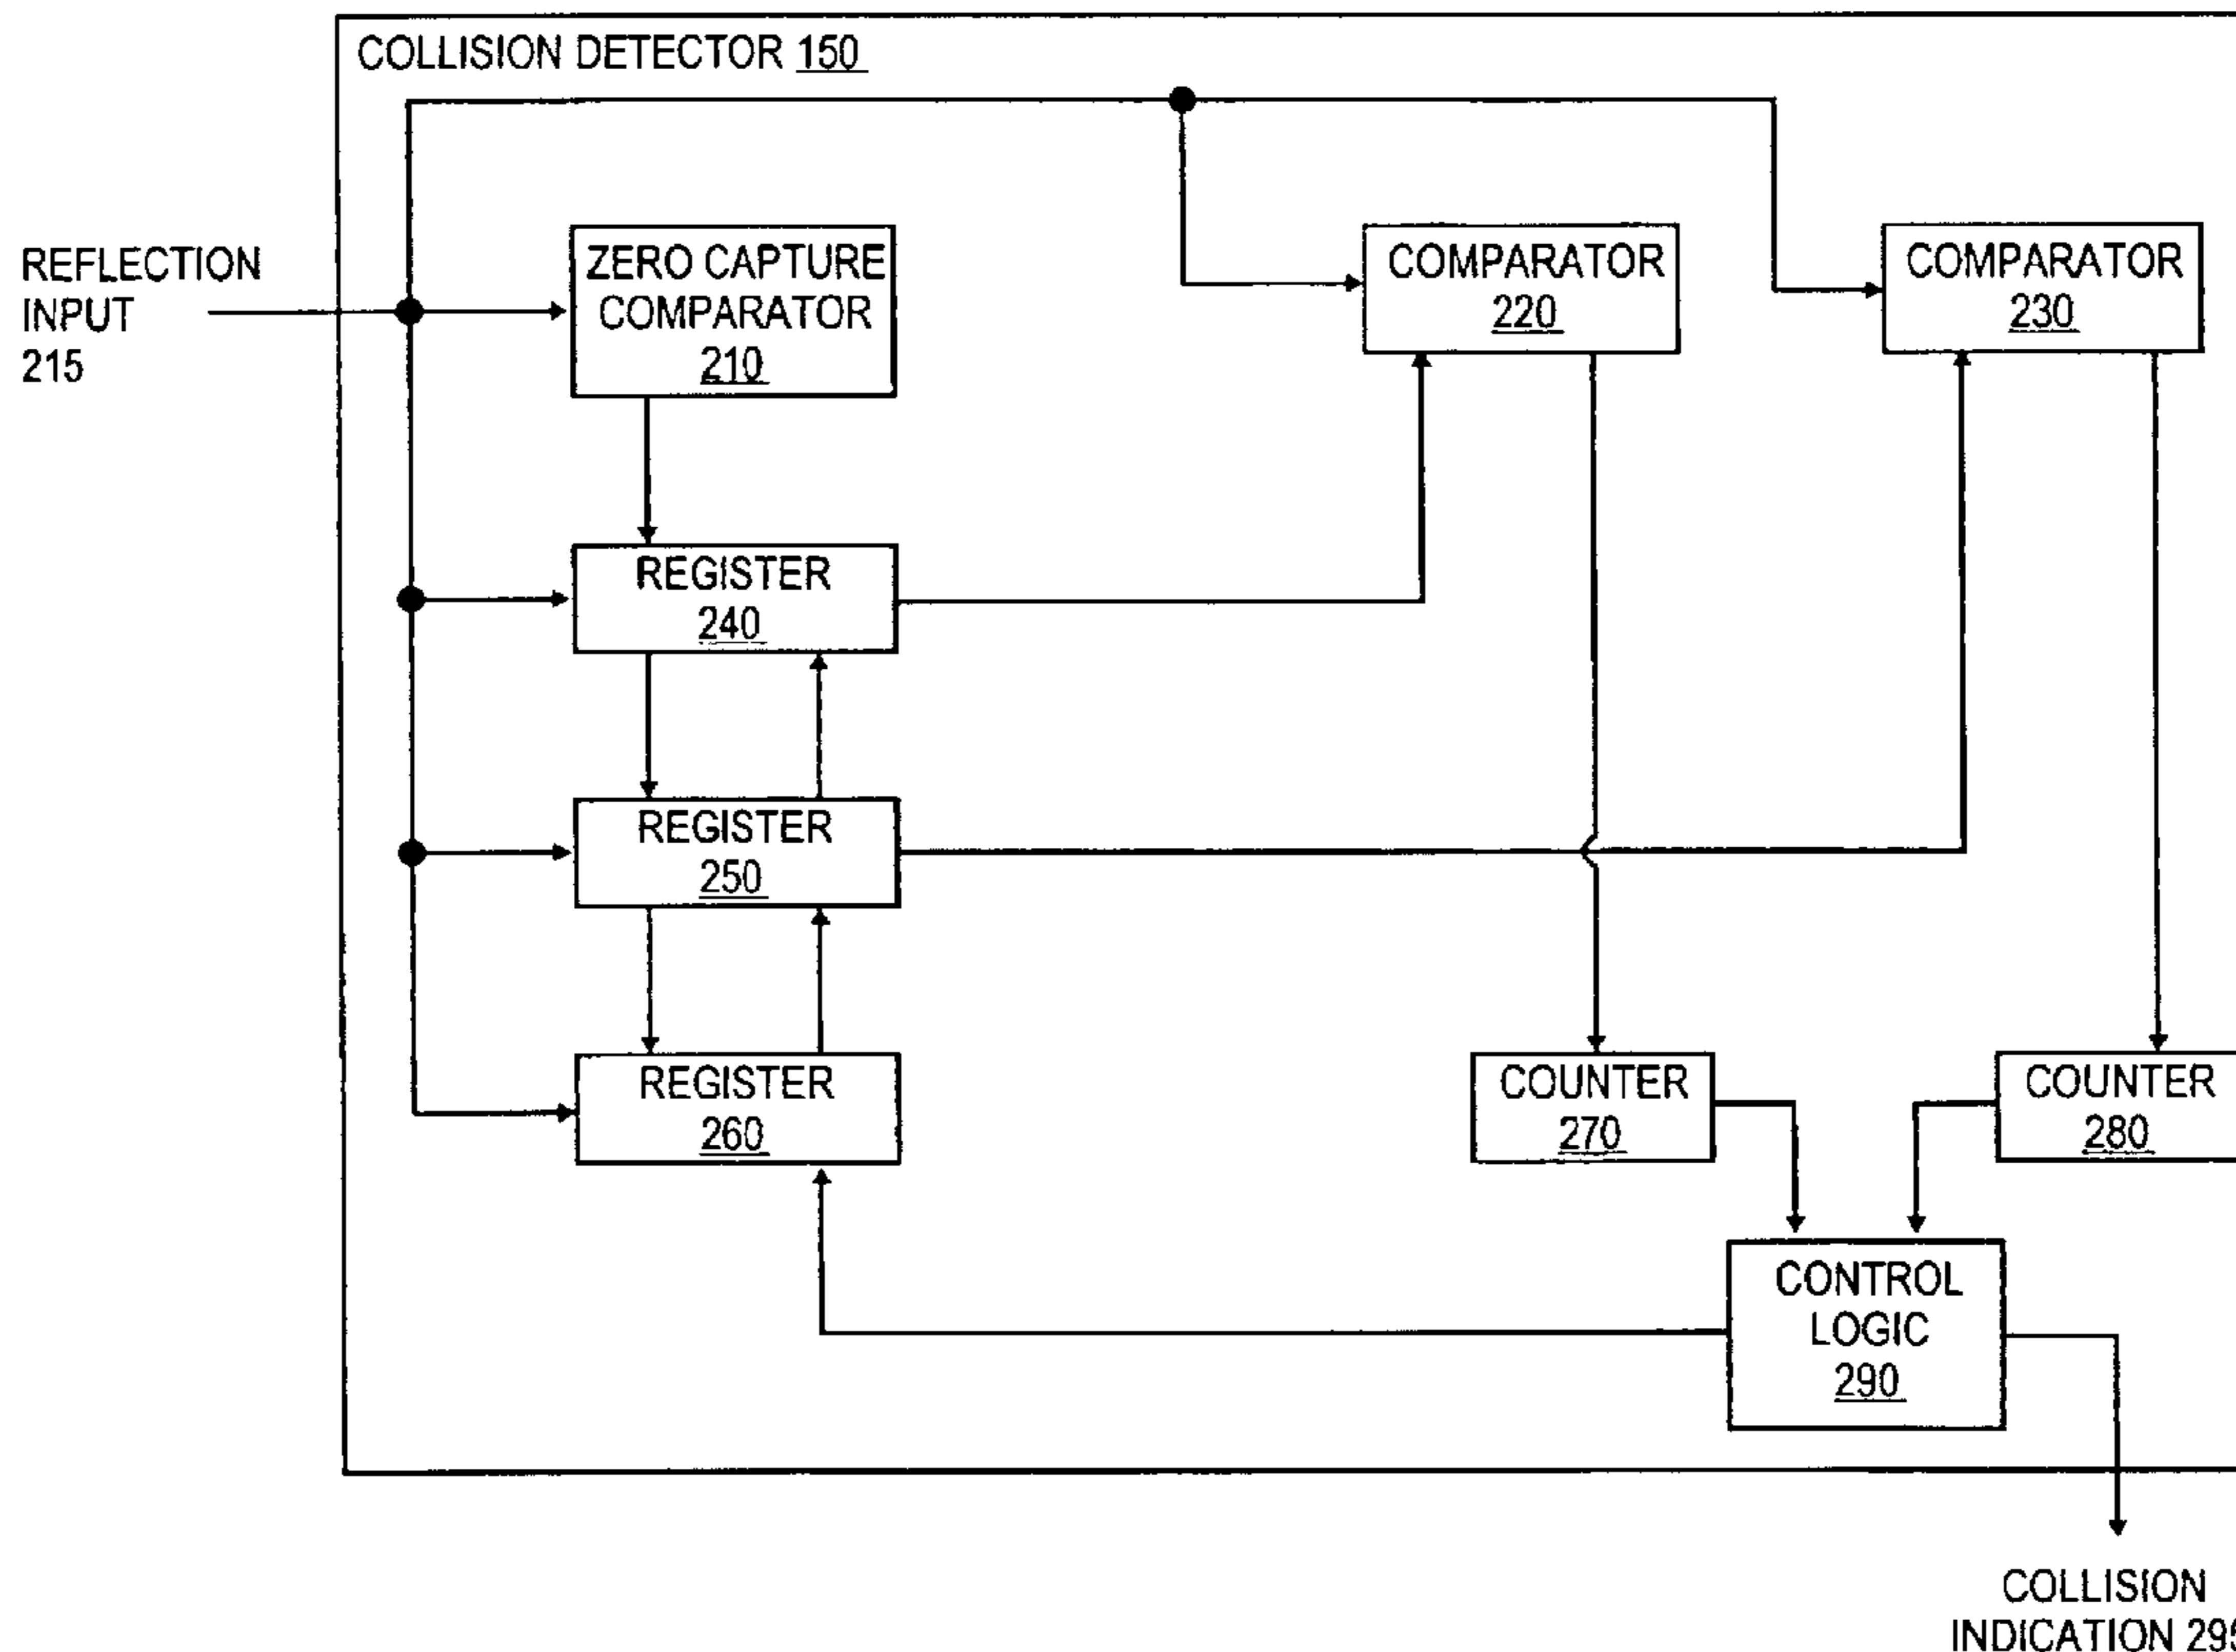 COLLISION DETECTOR 150
REFLECTION
INPUT
215
ZERO CAPTURE
COMPARATOR
210
COMPARATOR
220
COMPARATOR
230
REGISTER
240
REGISTER
250
REGISTER
260
COUNTER
270
COUNTER
280
CONTROL
LOGIC
290
COLLISION
INDICATION